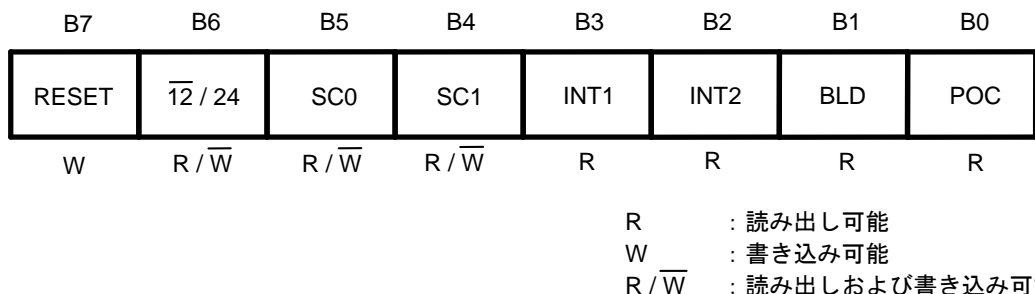 B7 B6 B5 B4 B3 B2 B1 B0
RESET 1̅2̅ / 24 SC0 SC1 INT1 INT2 BLD POC
W R / W̅ R / W̅ R / W̅ R R R R
R : 読み出し可能
W : 書き込み可能
R / W̅ : 読み出しおよび書き込み可